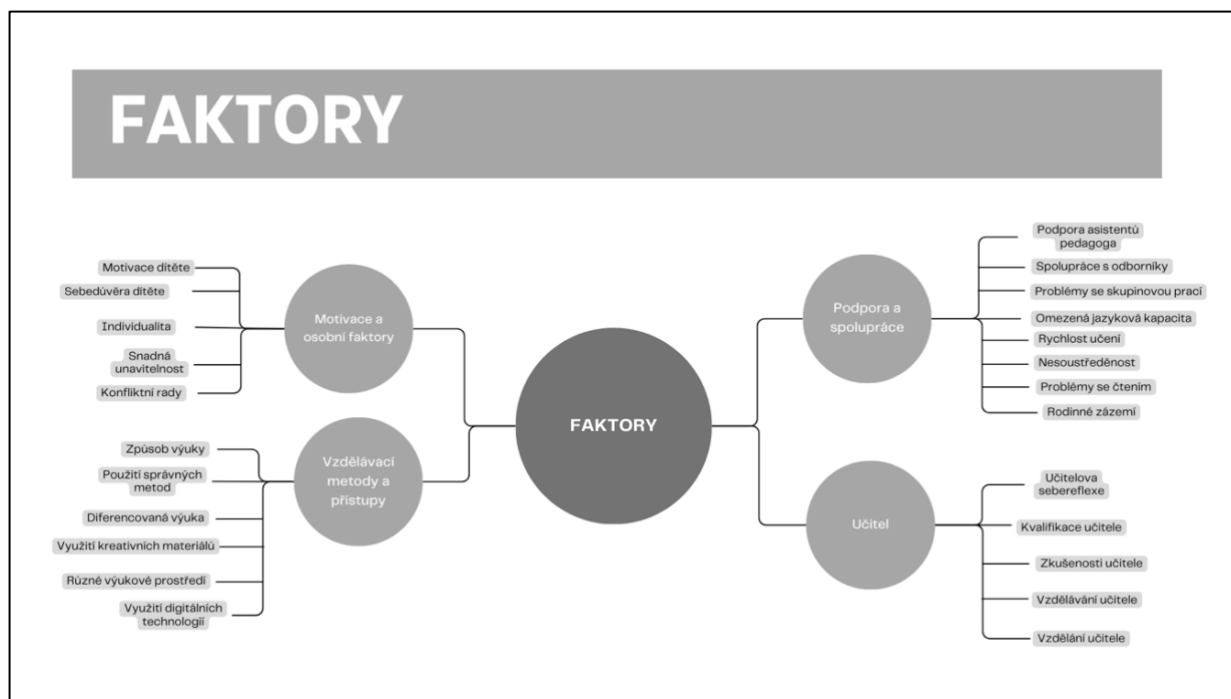 FAKTORY
Motivace dítěte
Sebedůvěra dítěte
Individualita
Snadná
unavitelnost
Konfliktní rady
Motivace a
osobní faktory
Způsob výuky
Použití správných
metod
Diferencovaná výuka
Využití kreativních materiálů
Různé výukové prostředí
Využití digitálních
technologií
Vzdělávací
metody a
přístupy
FAKTORY
Podpora a
spolupráce
Podpora asistentů
pedagoga
Spolupráce s odborníky
Problémy se skupinovou prací
Omezená jazyková kapacita
Rychlost učení
Nesoustředěnost
Problémy se čtením
Rodinné zázemí
Učitel
Učitelova
sebereflexe
Kvalifikace učitele
Zkušenosti učitele
Vzdělávání učitele
Vzdělání učitele